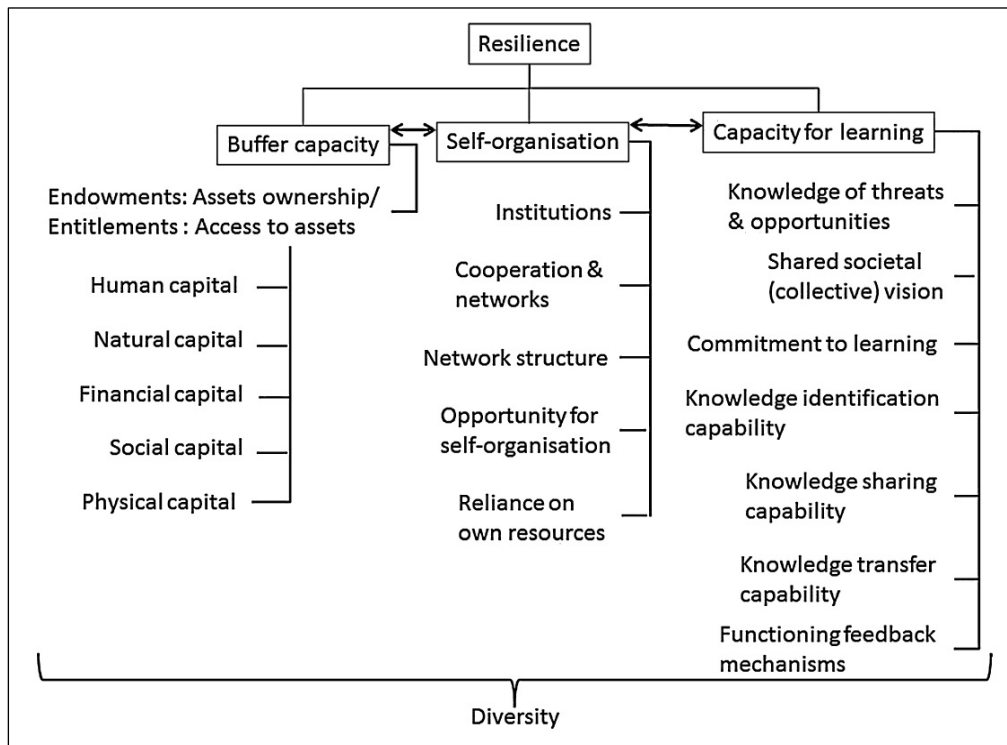 Resilience
Buffer capacity
Self-organisation
Capacity for learning
Endowments: Assets ownership/
Entitlements : Access to assets
Human capital
Natural capital
Financial capital
Social capital
Physical capital
Institutions
Cooperation &
networks
Network structure
Opportunity for
self-organisation
Reliance on
own resources
Knowledge of threats
& opportunities
Shared societal
(collective) vision
Commitment to learning
Knowledge identification
capability
Knowledge sharing
capability
Knowledge transfer
capability
Functioning feedback
mechanisms
Diversity